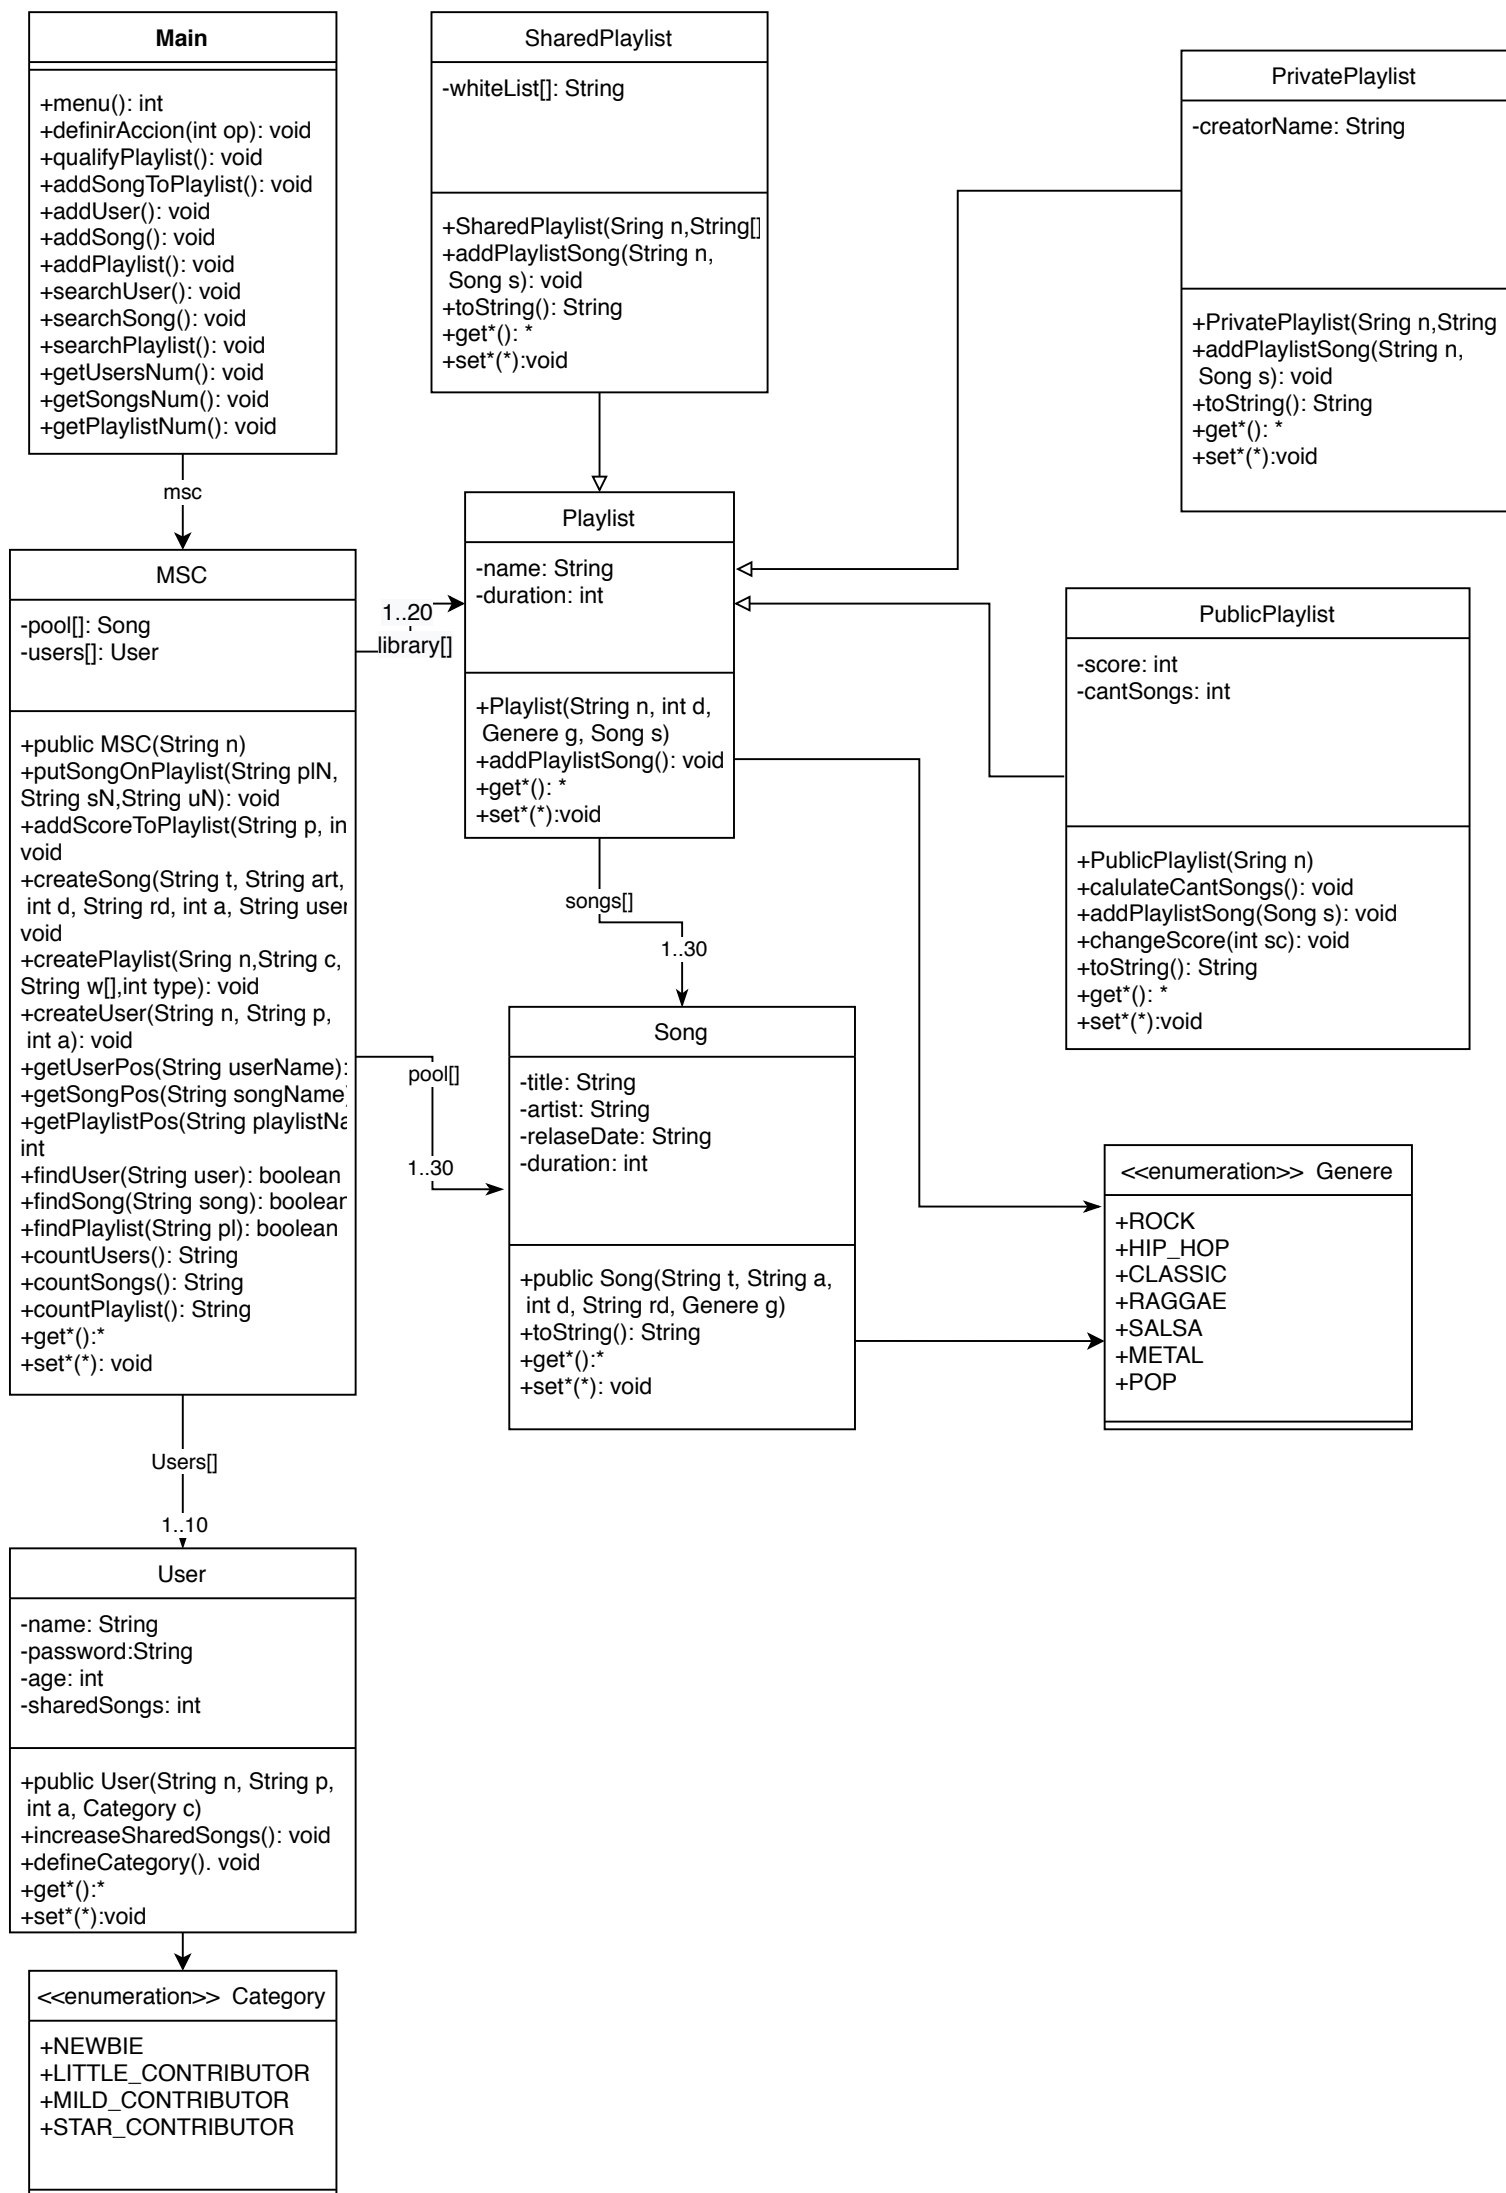 Main
+menu(): int
+definirAccion(int op): void
+qualifyPlaylist(): void
+addSongToPlaylist(): void
+addUser(): void
+addSong(): void
+addPlaylist(): void
+searchUser(): void
+searchSong(): void
+searchPlaylist(): void
+getUsersNum(): void
+getSongsNum(): void
+getPlaylistNum(): void
msc
SharedPlaylist
-whiteList[]: String
+SharedPlaylist(Sring n,String[]
+addPlaylistSong(String n,
Song s): void
+toString(): String
+get*(): *
+set*(*):void
PrivatePlaylist
-creatorName: String
+PrivatePlaylist(Sring n,String
+addPlaylistSong(String n,
Song s): void
+toString(): String
+get*(): *
+set*(*):void
MSC
-pool[]: Song
-users[]: User
+public MSC(String n)
+putSongOnPlaylist(String plN,
String sN,String uN): void
+addScoreToPlaylist(String p, in
void
+createSong(String t, String art,
int d, String rd, int a, String user
void
+createPlaylist(Sring n,String c,
String w[],int type): void
+createUser(String n, String p,
int a): void
+getUserPos(String userName):
+getSongPos(String songName)
+getPlaylistPos(String playlistNa
int
+findUser(String user): boolean
+findSong(String song): boolean
+findPlaylist(String pl): boolean
+countUsers(): String
+countSongs(): String
+countPlaylist(): String
+get*():*
+set*(*): void
1..20
library[]
Playlist
-name: String
-duration: int
+Playlist(String n, int d,
Genere g, Song s)
+addPlaylistSong(): void
+get*(): *
+set*(*):void
PublicPlaylist
-score: int
-cantSongs: int
+PublicPlaylist(Sring n)
+calulateCantSongs(): void
+addPlaylistSong(Song s): void
+changeScore(int sc): void
+toString(): String
+get*(): *
+set*(*):void
songs[]
1..30
pool[]
1..30
Song
-title: String
-artist: String
-relaseDate: String
-duration: int
+public Song(String t, String a,
int d, String rd, Genere g)
+toString(): String
+get*():*
+set*(*): void
<<enumeration>> Genere
+ROCK
+HIP_HOP
+CLASSIC
+RAGGAE
+SALSA
+METAL
+POP
Users[]
1..10
User
-name: String
-password:String
-age: int
-sharedSongs: int
+public User(String n, String p,
int a, Category c)
+increaseSharedSongs(): void
+defineCategory(). void
+get*():*
+set*(*):void
<<enumeration>> Category
+NEWBIE
+LITTLE_CONTRIBUTOR
+MILD_CONTRIBUTOR
+STAR_CONTRIBUTOR